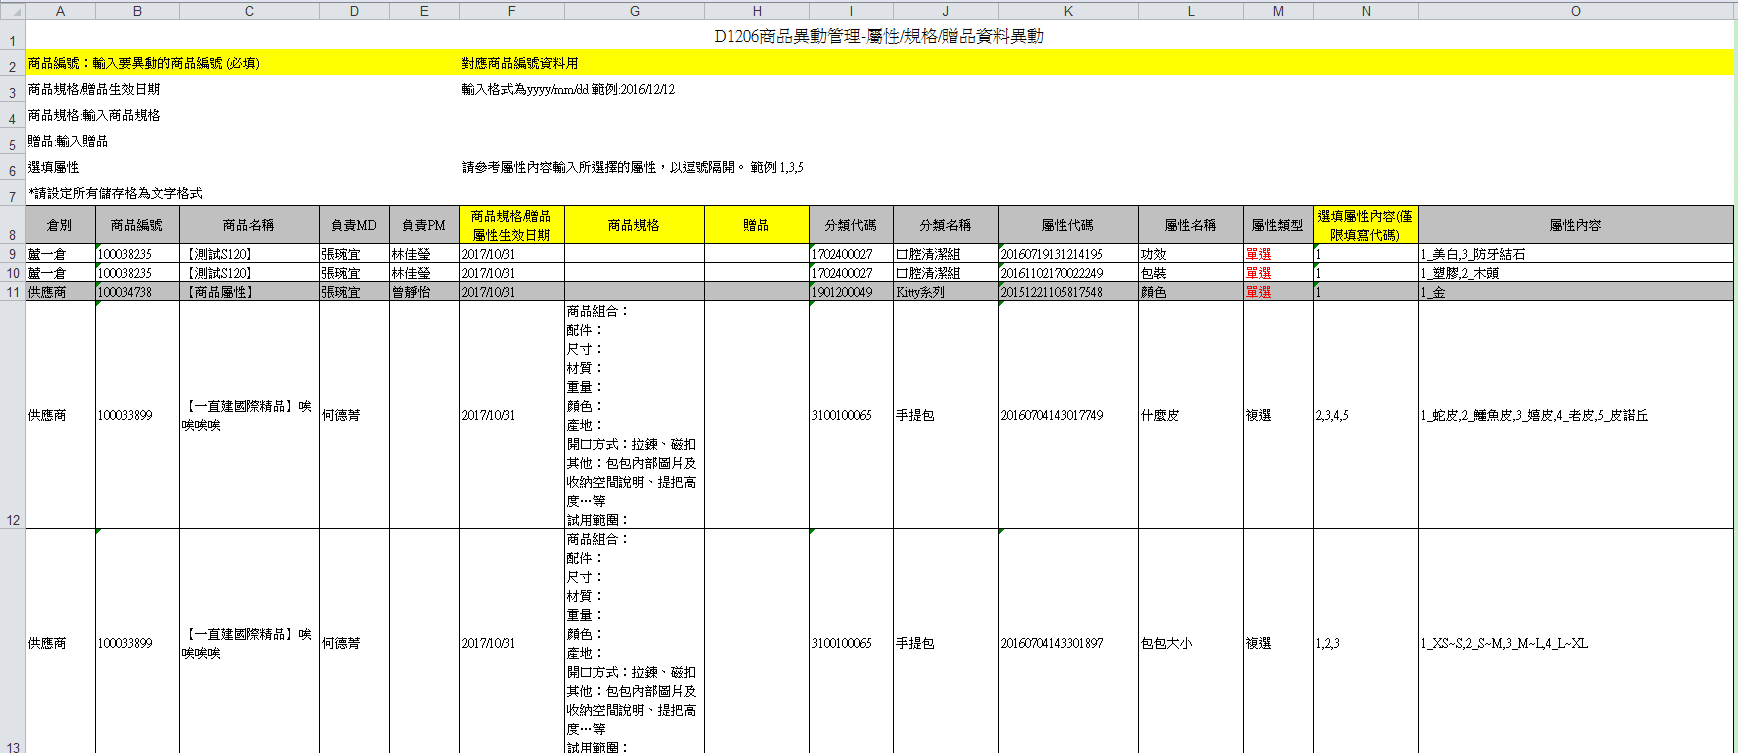 A B C D E F G H I J K L M N O
1 D1206商品異動管理-屬性/規格/贈品資料異動
2 商品編號：輸入要異動的商品編號 (必填) 對應商品編號資料用
3 商品規格/贈品生效日期 輸入格式為yyyy/mm/dd 範例:2016/12/12
4 商品規格:輸入商品規格
5 贈品:輸入贈品
6 選填屬性 請參考屬性內容輸入所選擇的屬性，以逗號隔開。 範例 1,3,5
7 *請設定所有儲存格為文字格式
8 倉別 商品編號 商品名稱 負責MD 負責PM 商品規格/贈品 屬性生效日期 商品規格 贈品 分類代碼 分類名稱 屬性代碼 屬性名稱 屬性類型 選填屬性內容(僅限填寫代碼) 屬性內容
9 蘆一倉 100038235 【測試S120】 張琬宜 林佳瑩 2017/10/31 1702400027 口腔清潔組 20160719131214195 功效 單選 1 1_美白,3_防牙結石
10 蘆一倉 100038235 【測試S120】 張琬宜 林佳瑩 2017/10/31 1702400027 口腔清潔組 20161102170022249 包裝 單選 1 1_塑膠,2_木頭
11 供應商 100034738 【商品屬性】 張琬宜 曾靜怡 2017/10/31 1901200049 Kitty系列 20151221105817548 顏色 單選 1 1_金
12 供應商 100033899 【一直建國際精品】唉唉唉唉 何德菁 2017/10/31
商品組合：
配件：
尺寸：
材質：
重量：
顏色：
產地：
開口方式：拉鍊、磁扣
其他：包包內部圖片及
收納空間說明、提把高
度…等
試用範圍：
3100100065 手提包 20160704143017749 什麼皮 複選 2,3,4,5 1_蛇皮,2_鱷魚皮,3_嬉皮,4_老皮,5_皮諾丘
13 供應商 100033899 【一直建國際精品】唉唉唉唉 何德菁 2017/10/31
商品組合：
配件：
尺寸：
材質：
重量：
顏色：
產地：
開口方式：拉鍊、磁扣
其他：包包內部圖片及
收納空間說明、提把高
度…等
試用範圍：
3100100065 手提包 20160704143301897 包包大小 複選 1,2,3 1_XS~S,2_S~M,3_M~L,4_L~XL